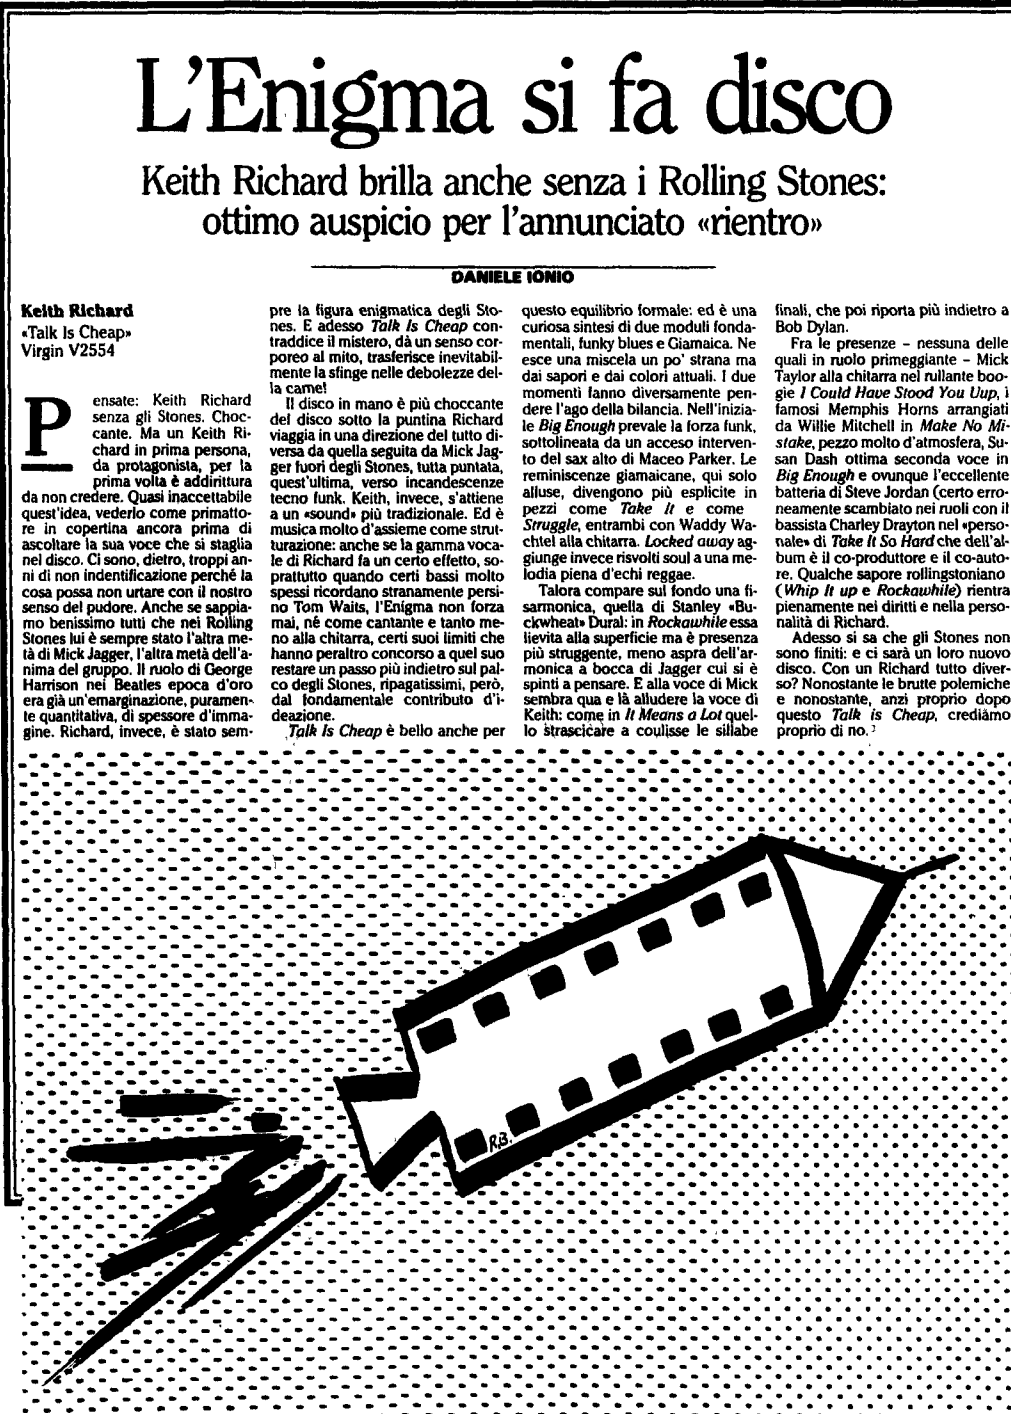 L'Enigma si fa disco
Keith Richard brilla anche senza i Rolling Stones:
ottimo auspicio per l'annunciato «rientro»
DANIELE IONIO
Keith Richard
«Talk Is Cheap»
Virgin V2554
Pensate: Keith Richard
senza gli Stones. Choc-
cante. Ma un Keith Ri-
chard in prima persona,
da protagonista, per la
prima volta è addirittura
da non credere. Quasi inaccettabile
quest'idea, vederlo come primatto-
re in copertina ancora prima di
ascoltare la sua voce che si staglia
nel disco. Ci sono, dietro, troppi an-
ni di non indentificazione perché la
cosa possa non urtare con il nostro
senso del pudore. Anche se sappia-
mo benissimo tutti che nei Rolling
Stones lui è sempre stato l'altra me-
tà di Mick Jagger, l'altra metà dell'a-
nima del gruppo. Il ruolo di George
Harrison nei Beatles epoca d'oro
era già un'emarginazione, puramen-
te quantitativa, di spessore d'imma-
gine. Richard, invece, è stato sem-
pre la figura enigmatica degli Sto-
nes. E adesso Talk Is Cheap con-
traddice il mistero, dà un senso cor-
poreo al mito, trasferisce inevitabil-
mente la sfinge nelle debolezze del-
la carne!
Il disco in mano è più choccante
del disco sotto la puntina Richard
viaggia in una direzione del tutto di-
versa da quella seguita da Mick Jag-
ger fuori degli Stones, tutta puntata,
quest'ultima, verso incandescenze
tecno funk. Keith, invece, s'attiene
a un «sound» più tradizionale. Ed è
musica molto d'assieme come strut-
turazione: anche se la gamma voca-
le di Richard fa un certo effetto, so-
prattutto quando certi bassi molto
spessi ricordano stranamente persi-
no Tom Waits, l'Enigma non forza
mai, né come cantante e tanto me-
no alla chitarra, certi suoi limiti che
hanno peraltro concorso a quel suo
restare un passo più indietro sul pal-
co degli Stones, ripagatissimi, però,
dal fondamentale contributo d'i-
deazione.
Talk Is Cheap è bello anche per
questo equilibrio formale: ed è una
curiosa sintesi di due moduli fonda-
mentali, funky blues e Giamaica. Ne
esce una miscela un po' strana ma
dai sapori e dai colori attuali. I due
momenti fanno diversamente pen-
dere l'ago della bilancia. Nell'inizia-
le Big Enough prevale la forza funk,
sottolineata da un acceso interven-
to del sax alto di Maceo Parker. Le
reminiscenze giamaicane, qui solo
alluse, divengono più esplicite in
pezzi come Take It e come
Struggle, entrambi con Waddy Wa-
chtel alla chitarra. Locked away ag-
giunge invece risvolti soul a una me-
lodia piena d'echi reggae.
Talora compare sul fondo una fi-
sarmonica, quella di Stanley «Bu-
ckwheat» Dural: in Rockawhile essa
lievita alla superficie ma è presenza
più struggente, meno aspra dell'ar-
monica a bocca di Jagger cui si è
spinti a pensare. E alla voce di Mick
sembra qua e là alludere la voce di
Keith: come in It Means a Lot quel-
lo strascicare a coulisse le sillabe
finali, che poi riporta più indietro a
Bob Dylan.
Fra le presenze – nessuna delle
quali in ruolo primeggiante – Mick
Taylor alla chitarra nel rullante boo-
gie I Could Have Stood You Uup, i
famosi Memphis Horns arrangiati
da Willie Mitchell in Make No Mi-
stake, pezzo molto d'atmosfera, Su-
san Dash ottima seconda voce in
Big Enough e ovunque l'eccellente
batteria di Steve Jordan (certo erro-
neamente scambiato nei ruoli con il
bassista Charley Drayton nel «perso-
nale» di Take It So Hard che dell'al-
bum è il co-produttore e il co-auto-
re. Qualche sapore rollingstoniano
(Whip It up e Rockawhile) rientra
pienamente nei diritti e nella perso-
nalità di Richard.
Adesso si sa che gli Stones non
sono finiti: e ci sarà un loro nuovo
disco. Con un Richard tutto diver-
so? Nonostante le brutte polemiche
e nonostante, anzi proprio dopo
questo Talk is Cheap, crediàmo
proprio di no.
R.B.